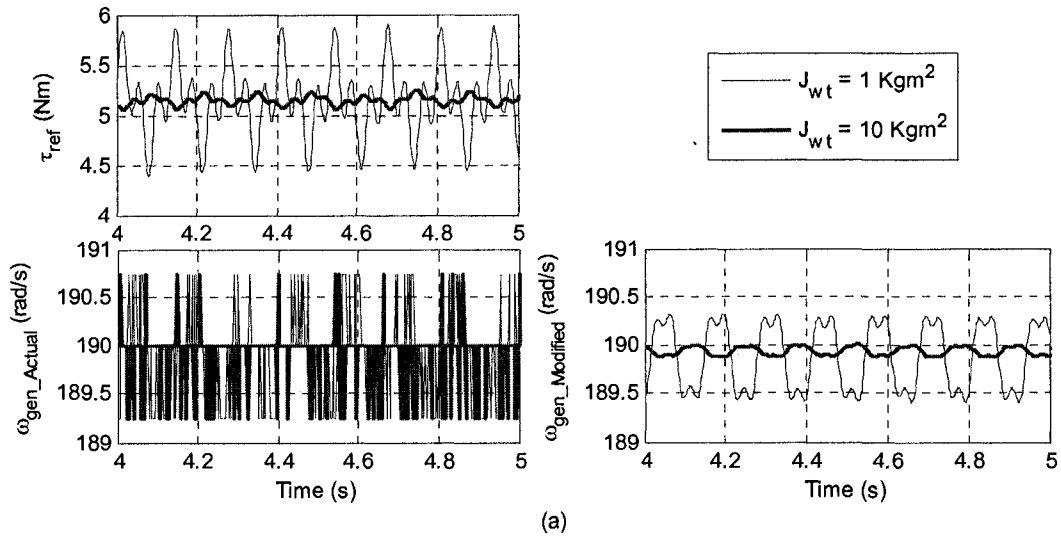 6
5.5
5
4.5
4
τref (Nm)
4 4.2 4.4 4.6 4.8 5
J w t = 1 Kgm²
J w t = 10 Kgm²
191
190.5
190
189.5
189
ωgen_Actual (rad/s)
4 4.2 4.4 4.6 4.8 5
Time (s)
191
190.5
190
189.5
189
ωgen_Modified (rad/s)
4 4.2 4.4 4.6 4.8 5
Time (s)
(a)